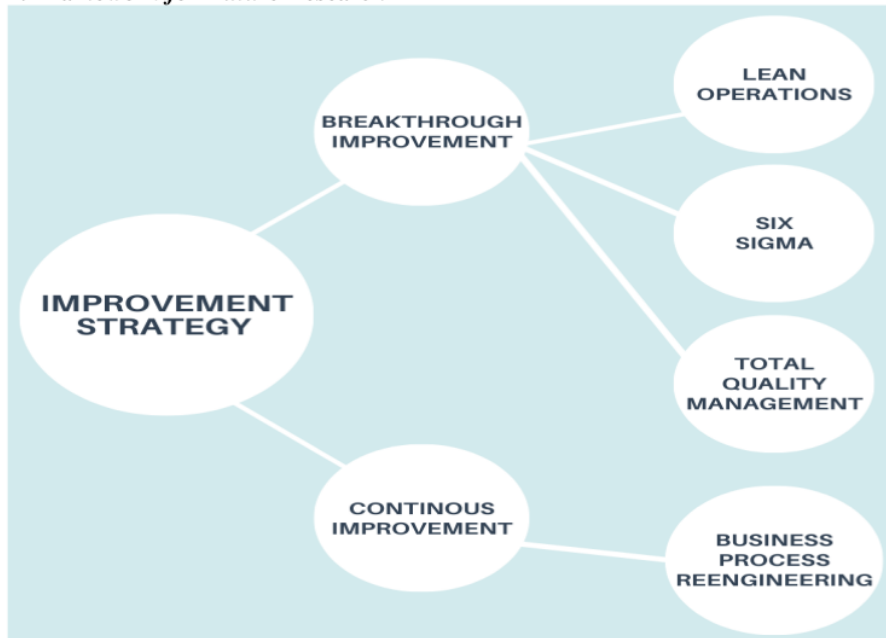 LEAN
OPERATIONS
BREAKTHROUGH
IMPROVEMENT
SIX
SIGMA
IMPROVEMENT
STRATEGY
TOTAL
QUALITY
MANAGEMENT
CONTINOUS
IMPROVEMENT
BUSINESS
PROCESS
REENGINEERING